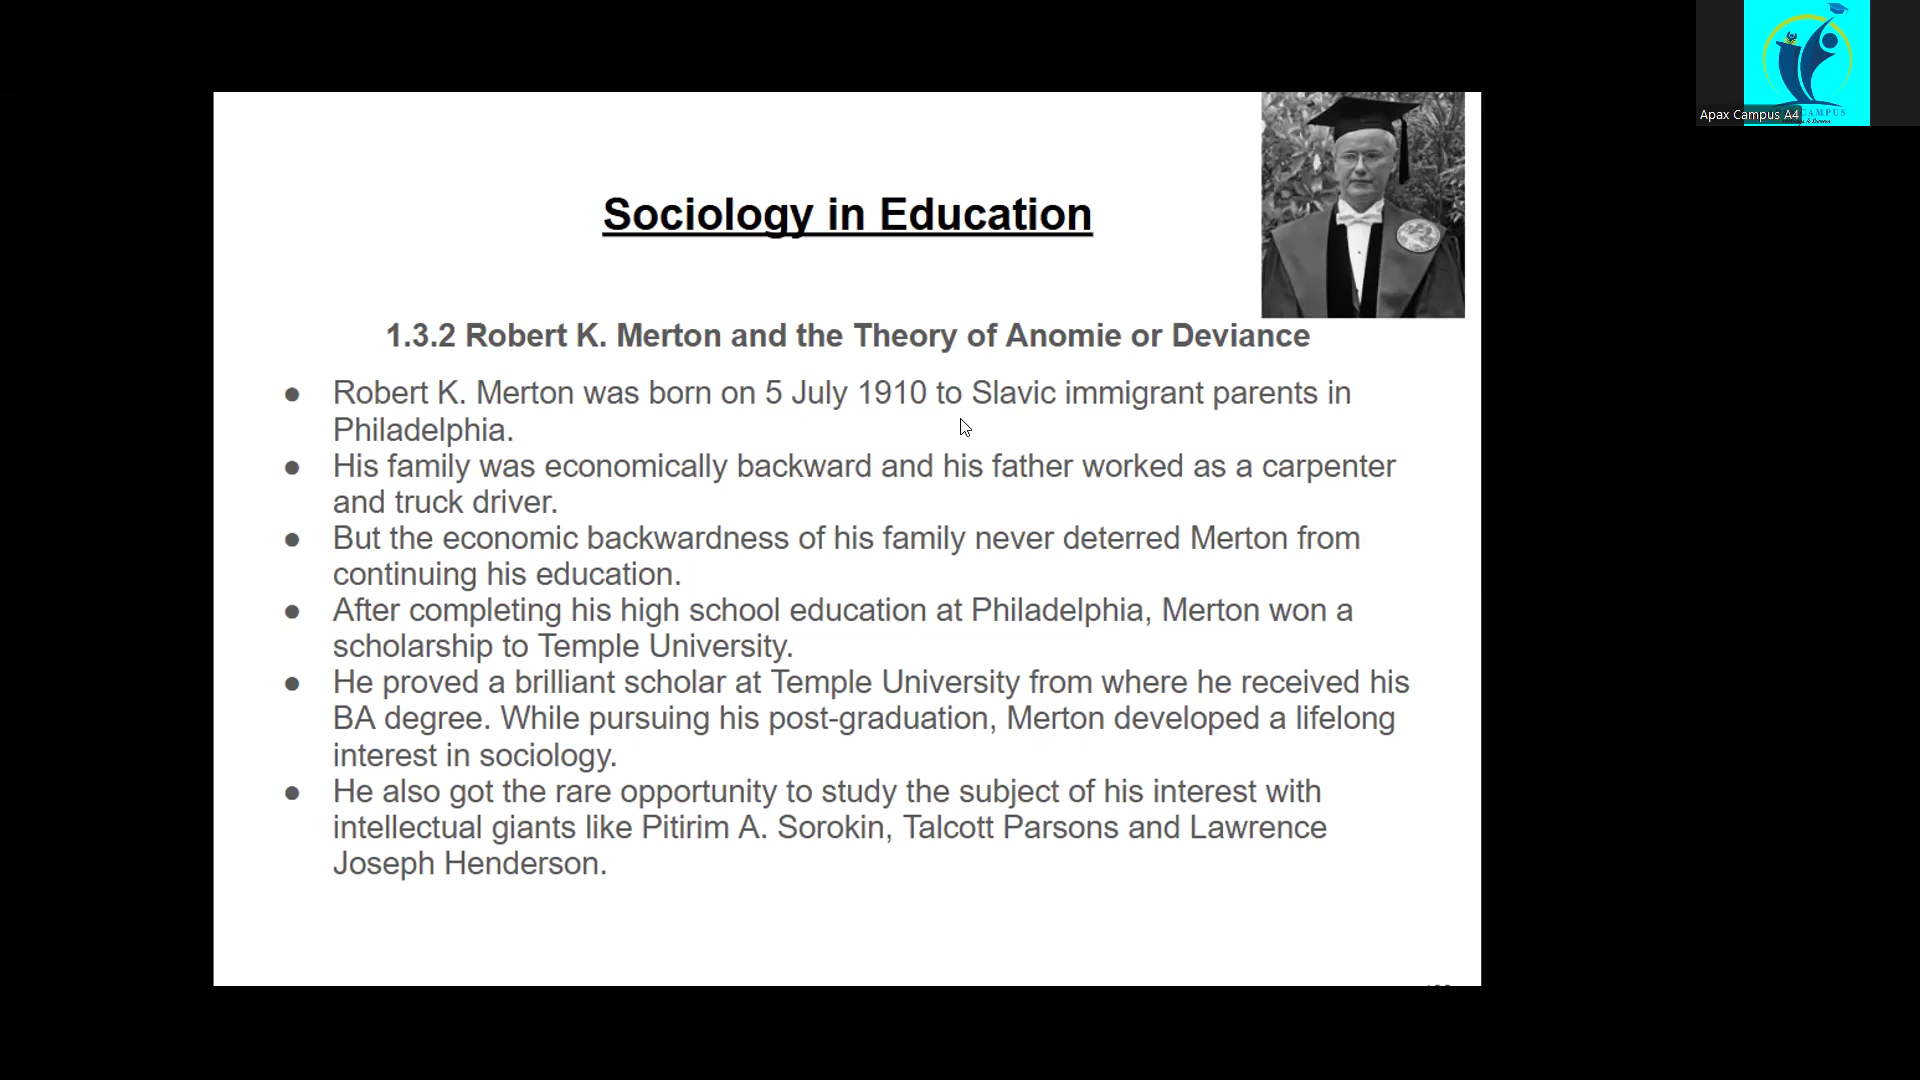 Sociology in Education
1.3.2 Robert K. Merton and the Theory of Anomie or Deviance
● Robert K. Merton was born on 5 July 1910 to Slavic immigrant parents in
Philadelphia.
● His family was economically backward and his father worked as a carpenter
and truck driver.
● But the economic backwardness of his family never deterred Merton from
continuing his education.
● After completing his high school education at Philadelphia, Merton won a
scholarship to Temple University.
● He proved a brilliant scholar at Temple University from where he received his
BA degree. While pursuing his post-graduation, Merton developed a lifelong
interest in sociology.
● He also got the rare opportunity to study the subject of his interest with
intellectual giants like Pitirim A. Sorokin, Talcott Parsons and Lawrence
Joseph Henderson.
Apax Campus A4